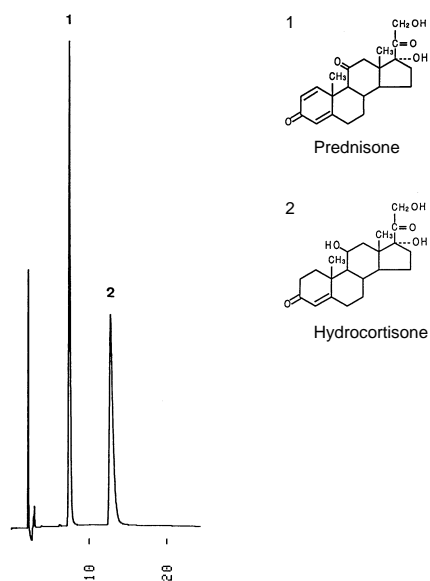 1
2
10
20
1
CH₂OH
C=O
CH₃
OH
O
CH₃
O
Prednisone
2
CH₂OH
C=O
CH₃
OH
HO
CH₃
O
Hydrocortisone